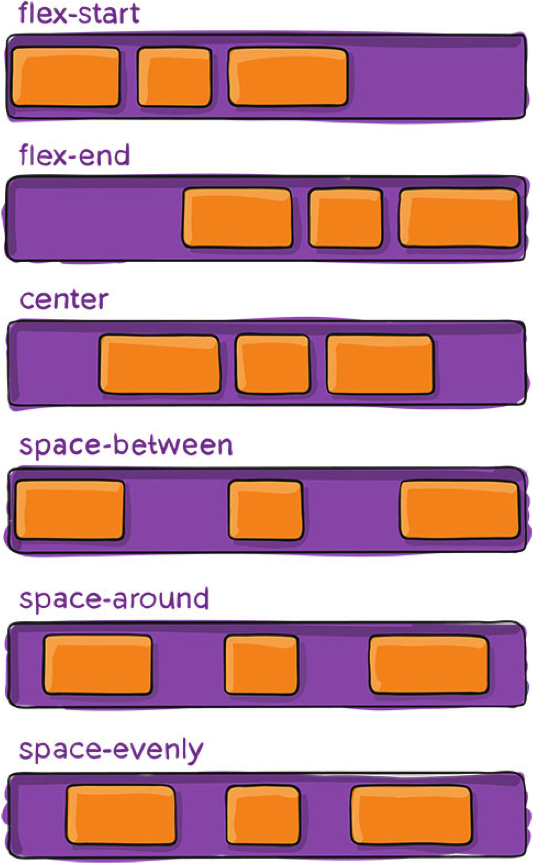 flex-start
flex-end
center
space-between
space-around
space-evenly